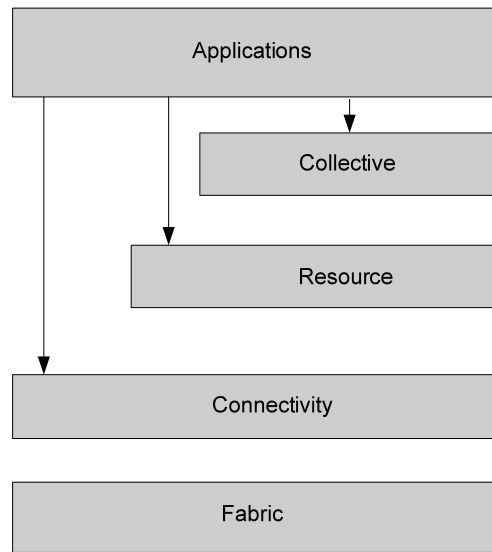 Applications
Collective
Resource
Connectivity
Fabric